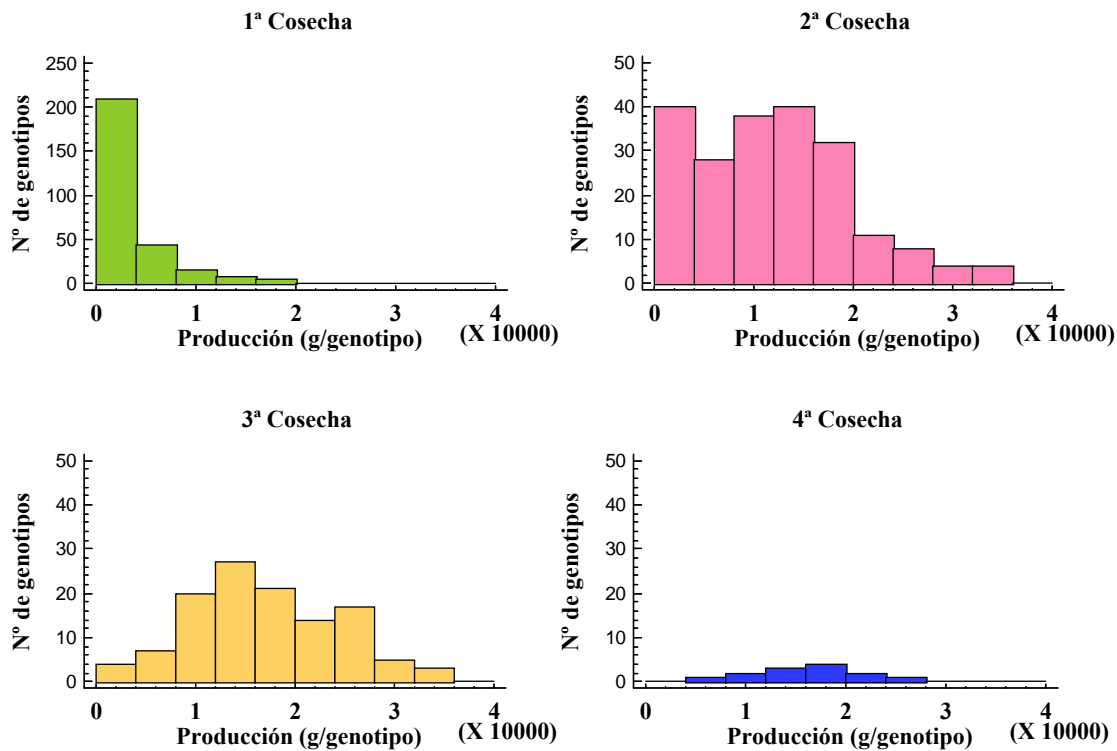 1ª Cosecha
250
200
150
100
50
0
Nº de genotipos
0 1 2 3 4
Producción (g/genotipo) (X 10000)
2ª Cosecha
50
40
30
20
10
0
Nº de genotipos
0 1 2 3 4
Producción (g/genotipo) (X 10000)
3ª Cosecha
50
40
30
20
10
0
Nº de genotipos
0 1 2 3 4
Producción (g/genotipo) (X 10000)
4ª Cosecha
50
40
30
20
10
0
Nº de genotipos
0 1 2 3 4
Producción (g/genotipo) (X 10000)